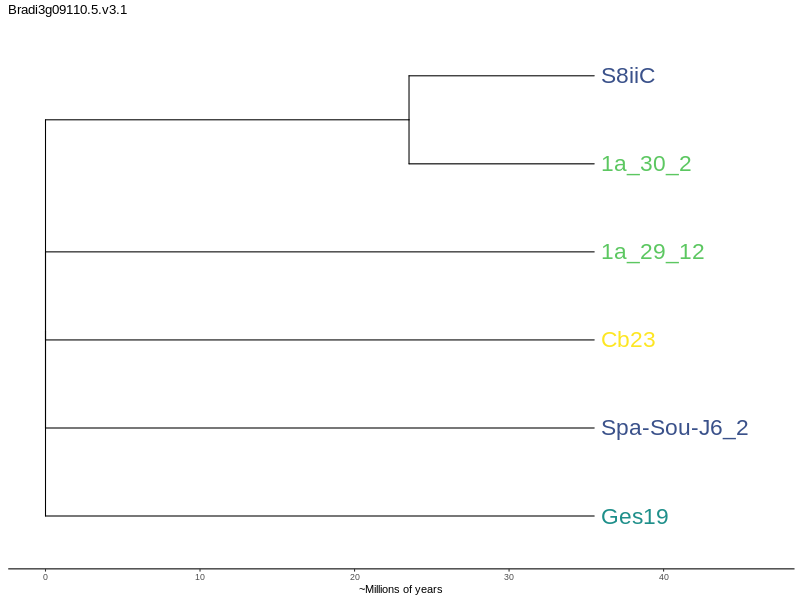 Bradi3g09110.5.v3.1
S8iiC
1a_30_2
1a_29_12
Cb23
Spa-Sou-J6_2
Ges19
0 10 20 30 40
~Millions of years